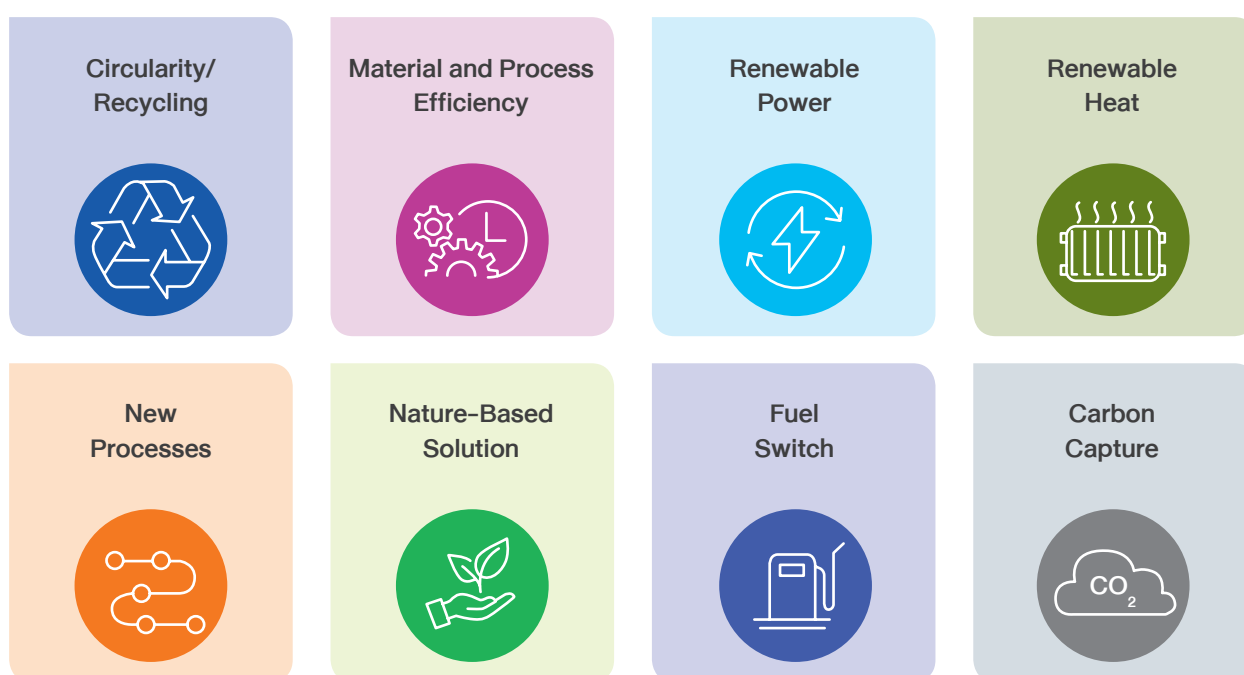 Circularity/
Recycling
Material and Process
Efficiency
Renewable
Power
Renewable
Heat
New
Processes
Nature-Based
Solution
Fuel
Switch
Carbon
Capture
CO2